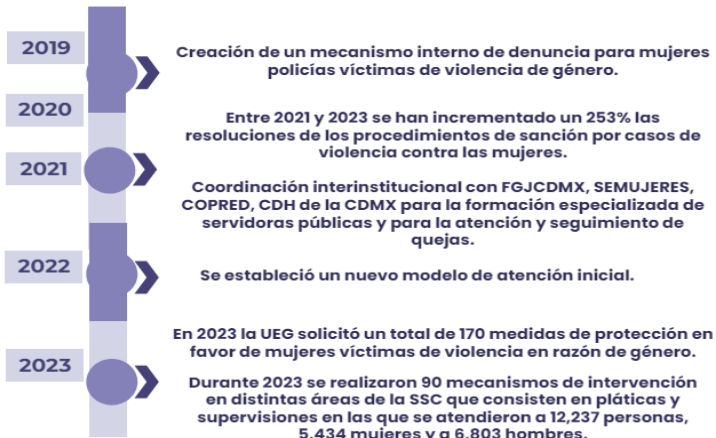 2019
Creación de un mecanismo interno de denuncia para mujeres
policías víctimas de violencia de género.
2020
Entre 2021 y 2023 se han incrementado un 253% las
resoluciones de los procedimientos de sanción por casos de
violencia contra las mujeres.
2021
Coordinación interinstitucional con FGJCDMX, SEMUJERES,
COPRED, CDH de la CDMX para la formación especializada de
servidoras públicas y para la atención y seguimiento de
quejas.
2022
Se estableció un nuevo modelo de atención inicial.
En 2023 la UEG solicitó un total de 170 medidas de protección en
favor de mujeres víctimas de violencia en razón de género.
2023
Durante 2023 se realizaron 90 mecanismos de intervención
en distintas áreas de la SSC que consisten en pláticas y
supervisiones en las que se atendieron a 12,237 personas,
5,434 mujeres y a 6,803 hombres.